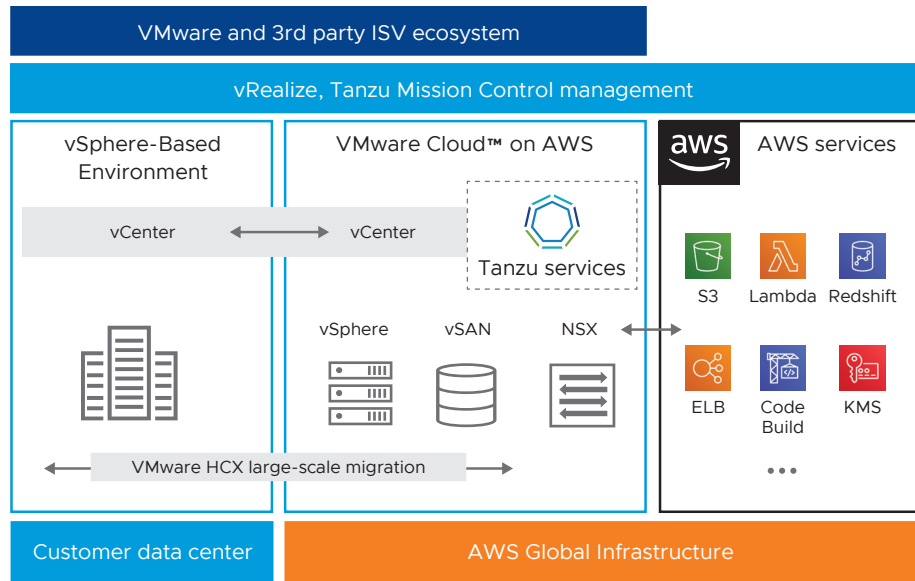 VMware and 3rd party ISV ecosystem
vRealize, Tanzu Mission Control management
vSphere-Based
Environment
vCenter
VMware Cloud™ on AWS
vCenter
Tanzu services
vSphere
vSAN
NSX
VMware HCX large-scale migration
aws
AWS services
S3
Lambda
Redshift
ELB
Code
Build
KMS
Customer data center
AWS Global Infrastructure